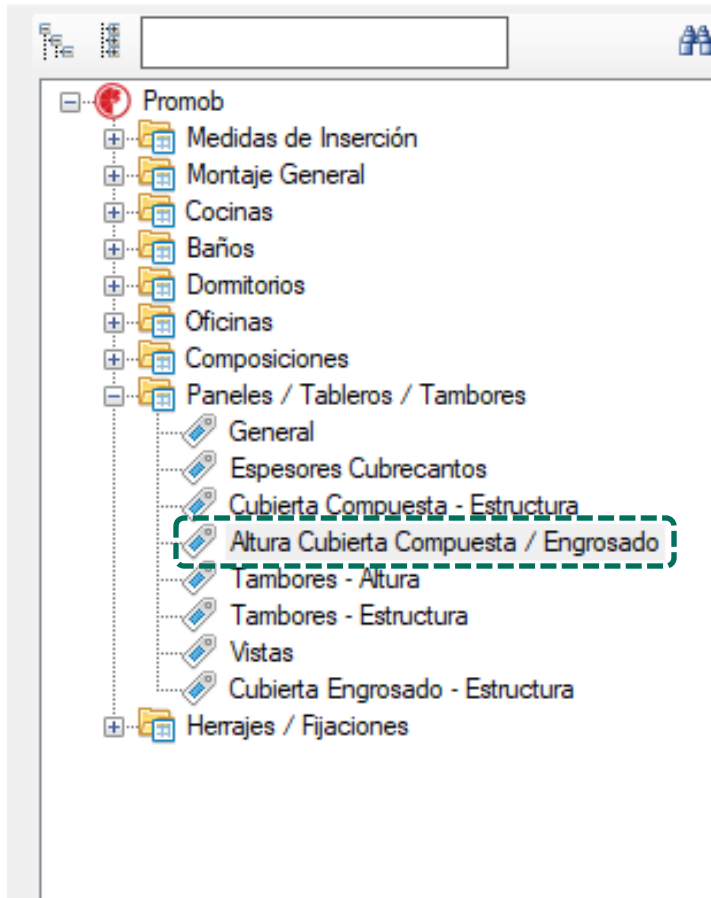 Promob
Medidas de Inserción
Montaje General
Cocinas
Baños
Dormitorios
Oficinas
Composiciones
Paneles / Tableros / Tambores
General
Espesores Cubrecantos
Cubierta Compuesta - Estructura
Altura Cubierta Compuesta / Engrosado
Tambores - Altura
Tambores - Estructura
Vistas
Cubierta Engrosado - Estructura
Herrajes / Fijaciones